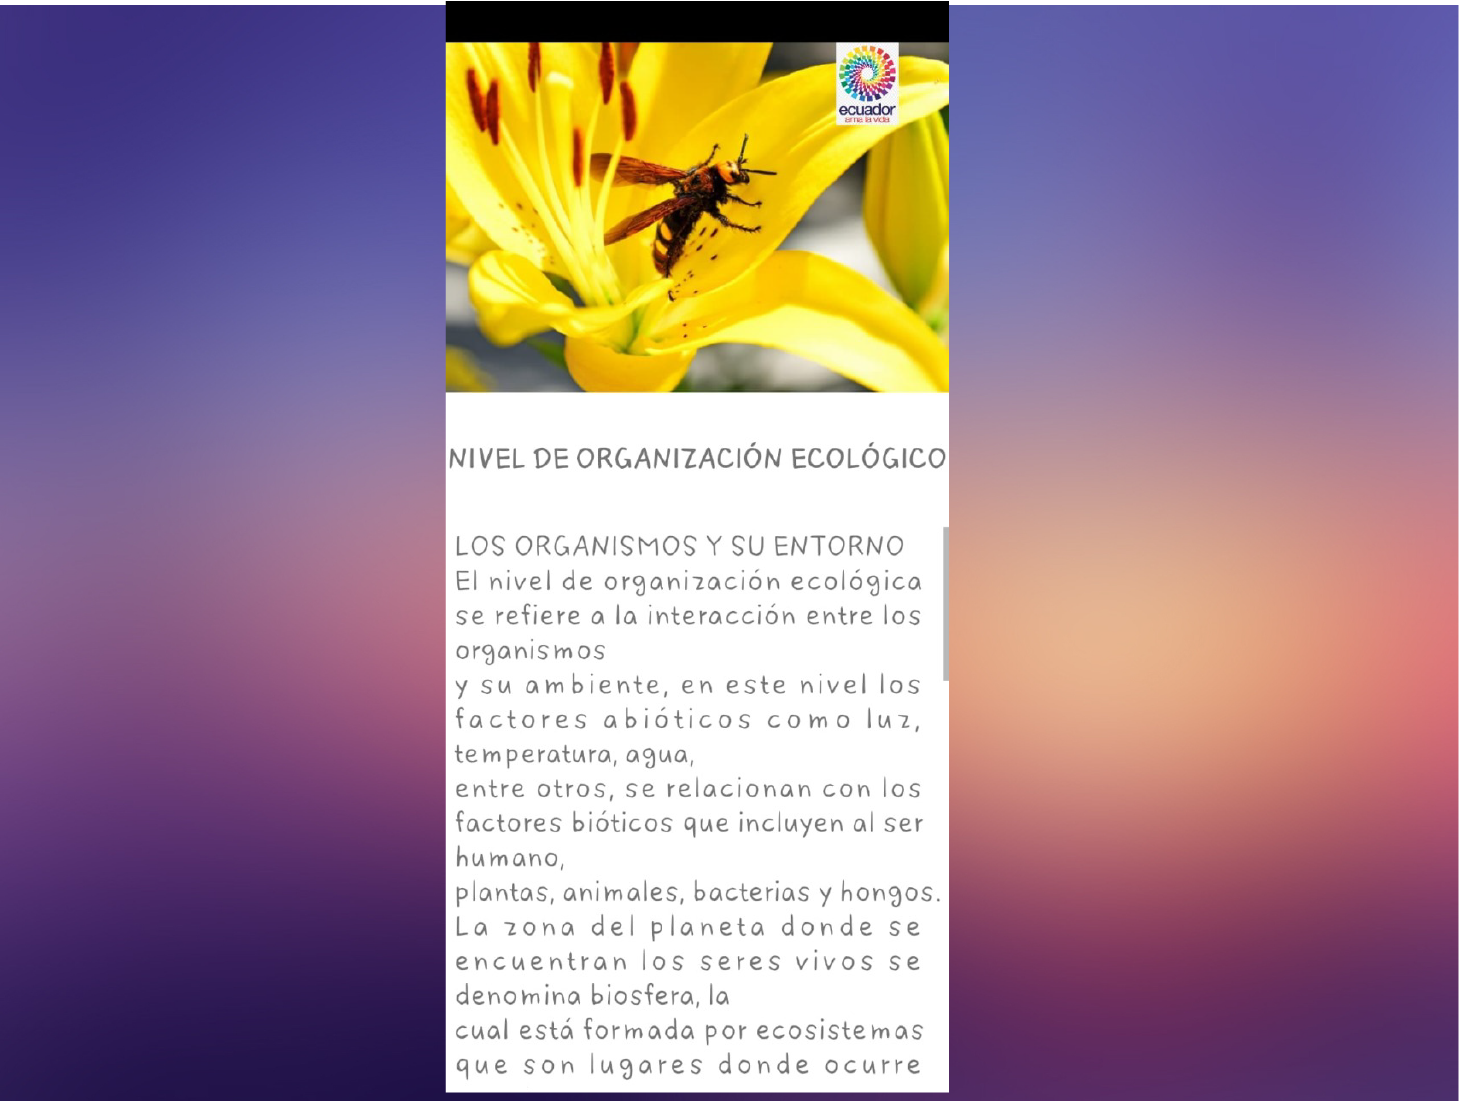 ecuador
ama la vida
NIVEL DE ORGANIZACIÓN ECOLÓGICO
LOS ORGANISMOS Y SU ENTORNO
El nivel de organización ecológica
se refiere a la interacción entre los
organismos
y su ambiente, en este nivel los
factores abióticos como luz,
temperatura, agua,
entre otros, se relacionan con los
factores bióticos que incluyen al ser
humano,
plantas, animales, bacterias y hongos.
La zona del planeta donde se
encuentran los seres vivos se
denomina biosfera, la
cual está formada por ecosistemas
que son lugares donde ocurre